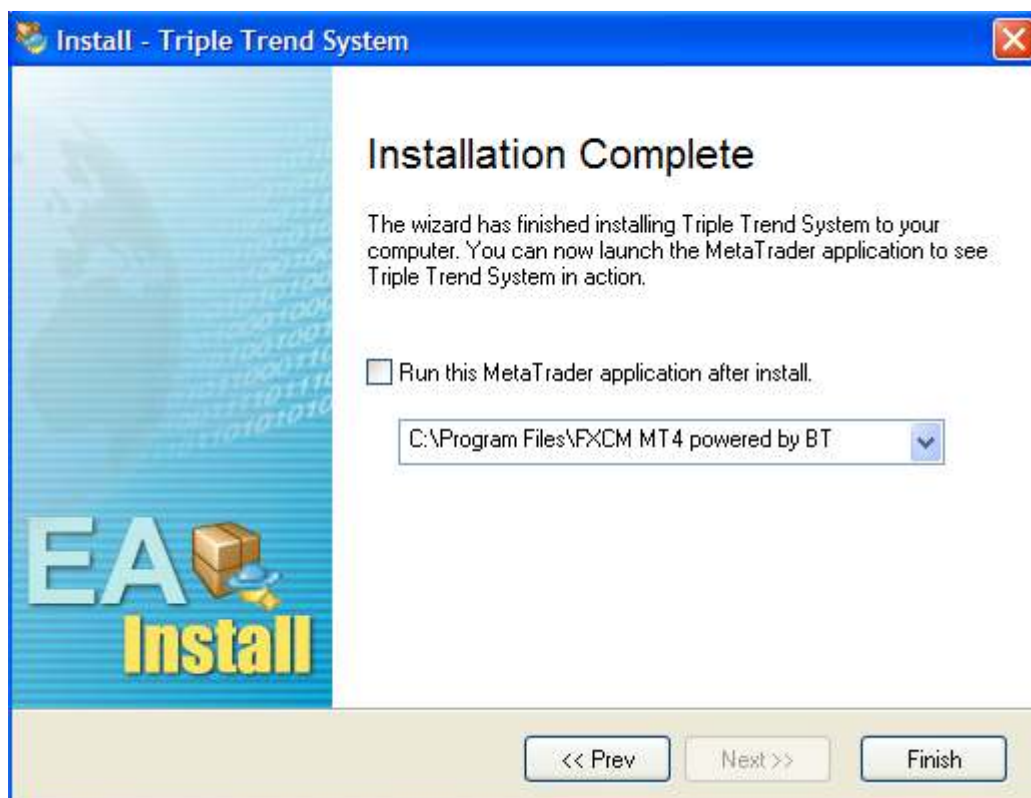 Install - Triple Trend System
Installation Complete
The wizard has finished installing Triple Trend System to your
computer. You can now launch the MetaTrader application to see
Triple Trend System in action.
Run this MetaTrader application after install.
C:\Program Files\FXCM MT4 powered by BT
EA
Install
<< Prev
Next >>
Finish